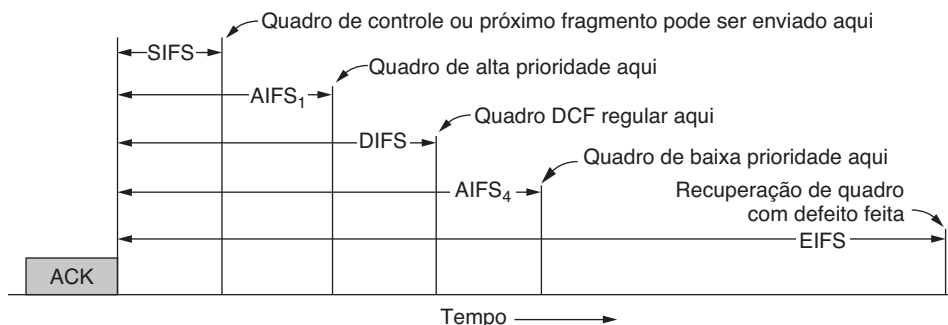 Quadro de controle ou próximo fragmento pode ser enviado aqui
SIFS
Quadro de alta prioridade aqui
AIFS1
Quadro DCF regular aqui
DIFS
Quadro de baixa prioridade aqui
AIFS4
Recuperação de quadro
com defeito feita
EIFS
ACK
Tempo